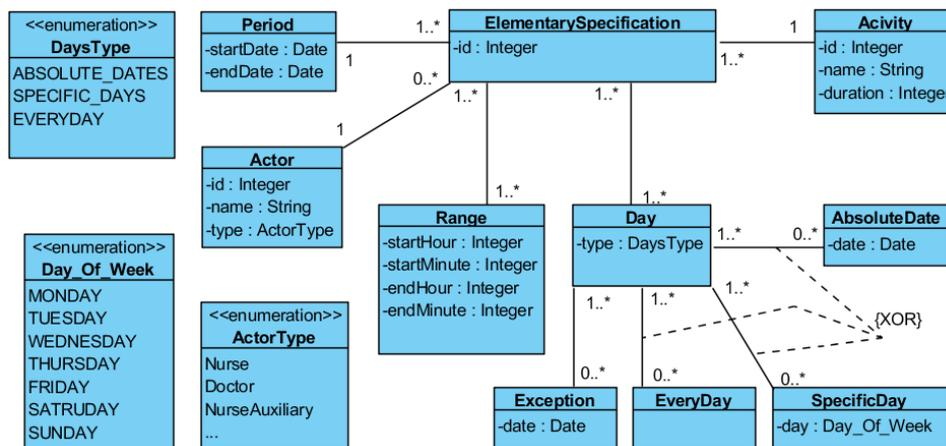 <<enumeration>>
DaysType
ABSOLUTE_DATES
SPECIFIC_DAYS
EVERYDAY
Period
-startDate : Date
-endDate : Date
1..*
1
ElementarySpecification
-id : Integer
1
1..*
Acivity
-id : Integer
-name : String
-duration : Integer
0..*
1
1..*
1..*
1..*
1..*
Actor
-id : Integer
-name : String
-type : ActorType
Range
-startHour : Integer
-startMinute : Integer
-endHour : Integer
-endMinute : Integer
Day
-type : DaysType
1..*
0..*
AbsoluteDate
-date : Date
<<enumeration>>
Day_Of_Week
MONDAY
TUESDAY
WEDNESDAY
THURSDAY
FRIDAY
SATRUDAY
SUNDAY
<<enumeration>>
ActorType
Nurse
Doctor
NurseAuxiliary
...
1..*
1..*
1..*
{XOR}
0..*
0..*
0..*
Exception
-date : Date
EveryDay
SpecificDay
-day : Day_Of_Week